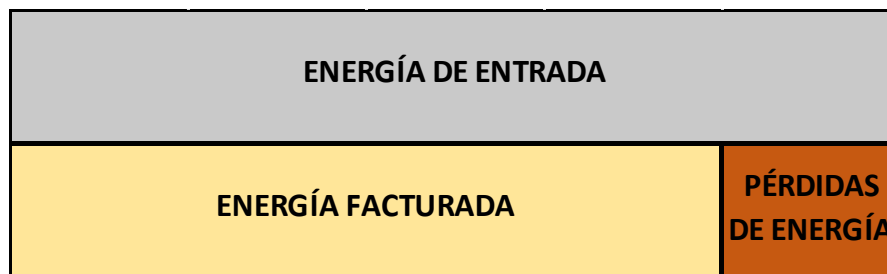 ENERGÍA DE ENTRADA
ENERGÍA FACTURADA
PÉRDIDAS
DE ENERGÍA